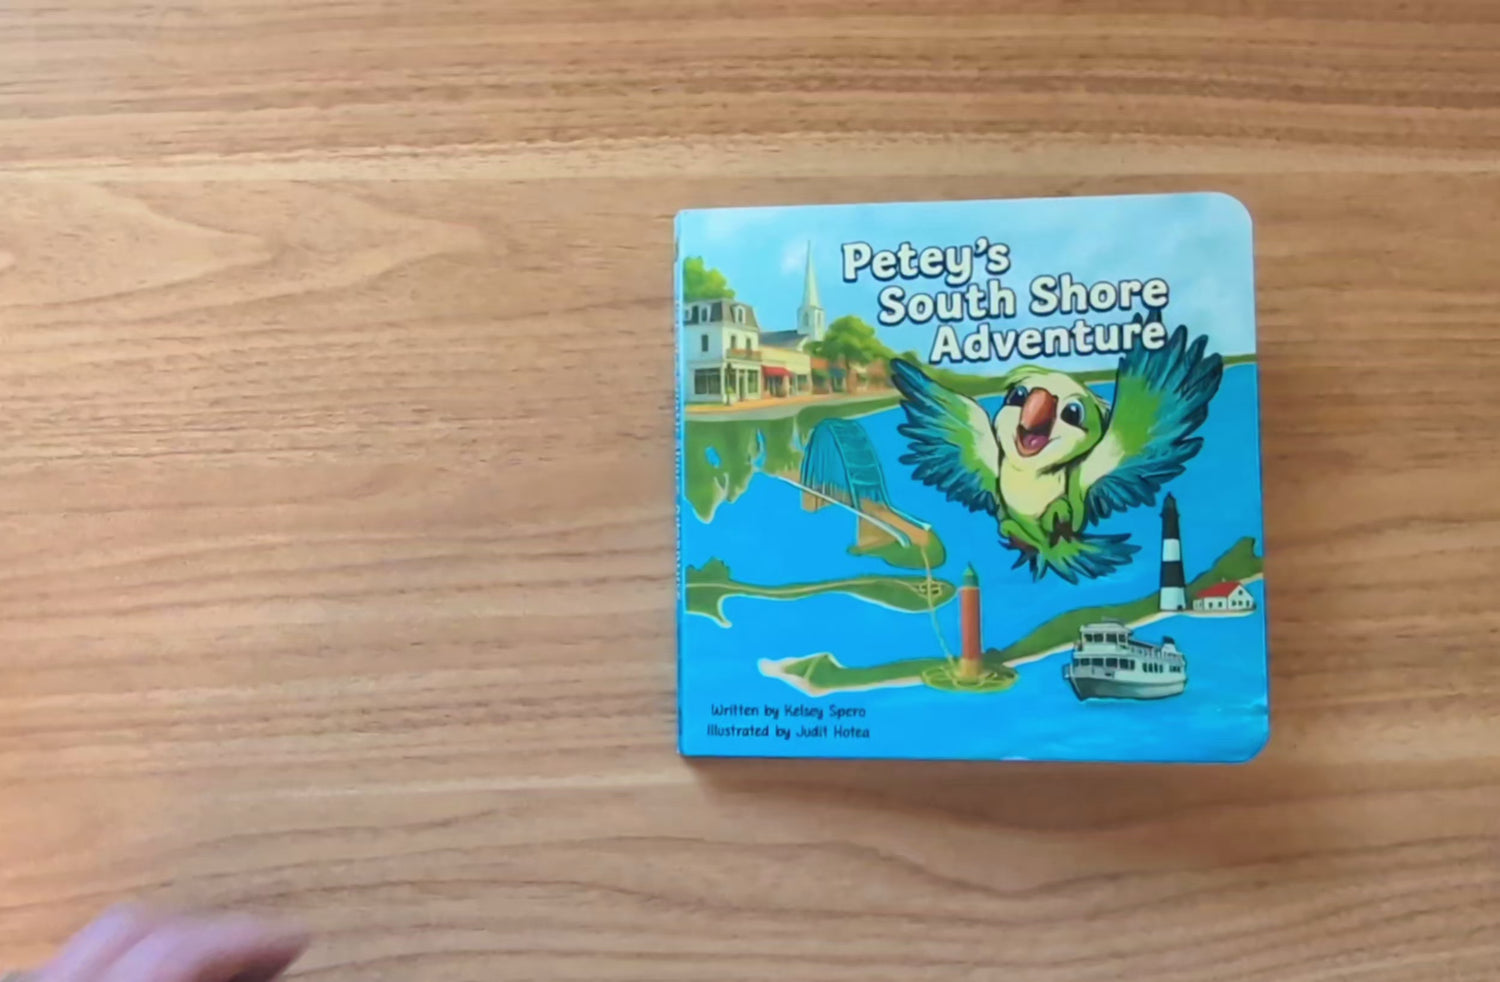 Petey's
South Shore
Adventure
Written by Kelsey Spero
Illustrated by Judit Hotea